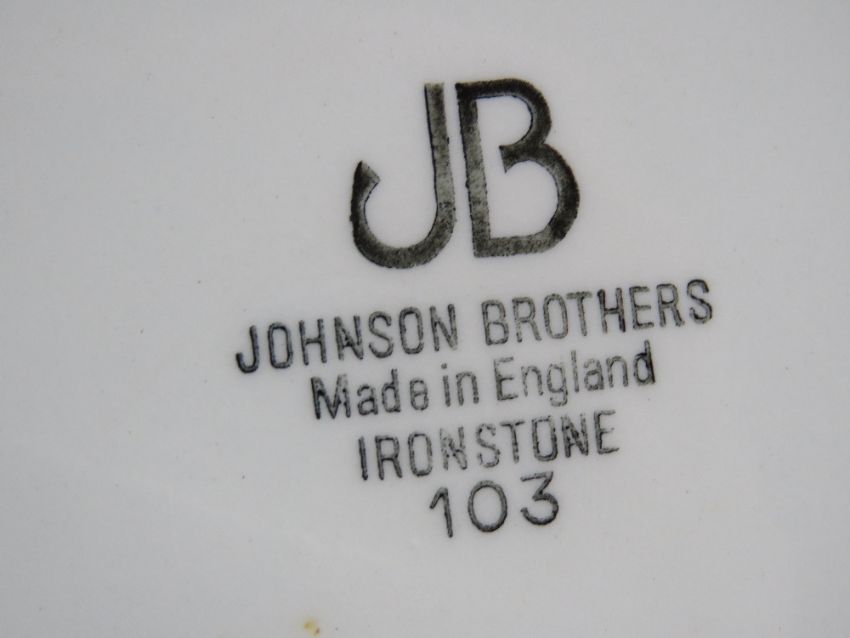 JB
JOHNSON BROTHERS
Made in England
IRONSTONE
103